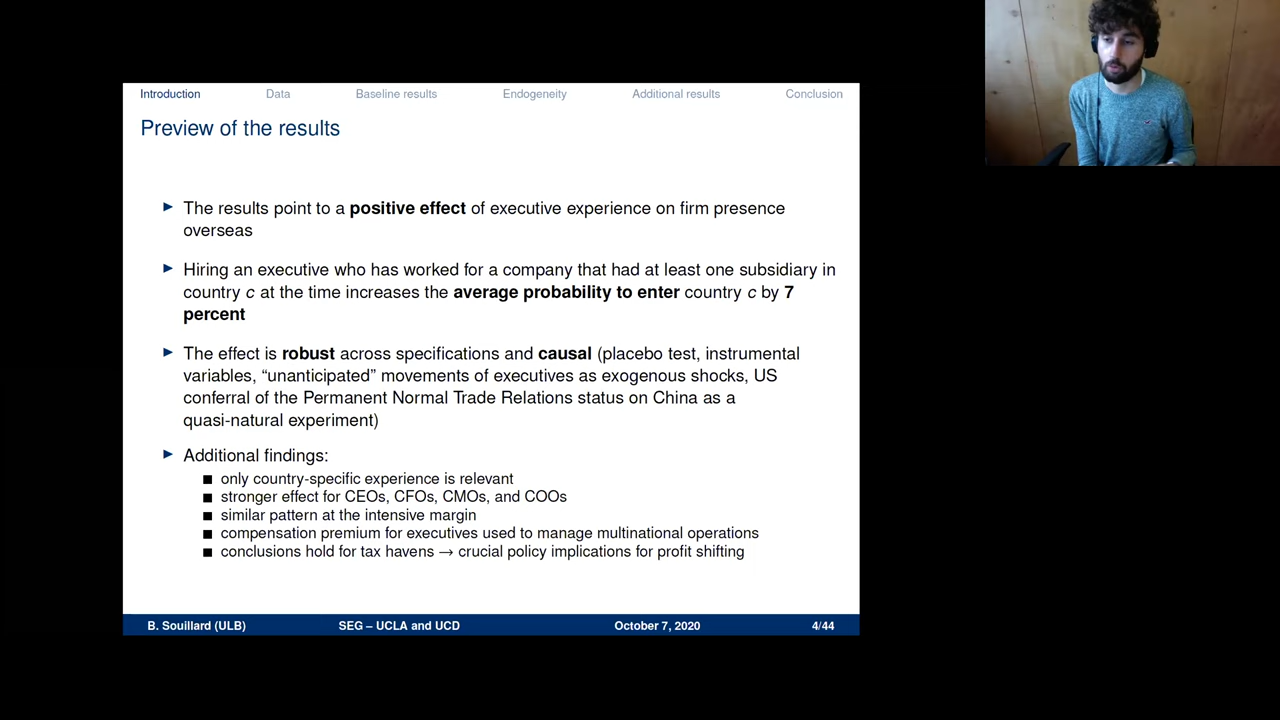 Introduction Data Baseline results Endogeneity Additional results Conclusion
Preview of the results
► The results point to a positive effect of executive experience on firm presence
overseas
► Hiring an executive who has worked for a company that had at least one subsidiary in
country c at the time increases the average probability to enter country c by 7
percent
► The effect is robust across specifications and causal (placebo test, instrumental
variables, “unanticipated” movements of executives as exogenous shocks, US
conferral of the Permanent Normal Trade Relations status on China as a
quasi-natural experiment)
► Additional findings:
■ only country-specific experience is relevant
■ stronger effect for CEOs, CFOs, CMOs, and COOs
■ similar pattern at the intensive margin
■ compensation premium for executives used to manage multinational operations
■ conclusions hold for tax havens → crucial policy implications for profit shifting
B. Souillard (ULB) SEG – UCLA and UCD October 7, 2020 4/44